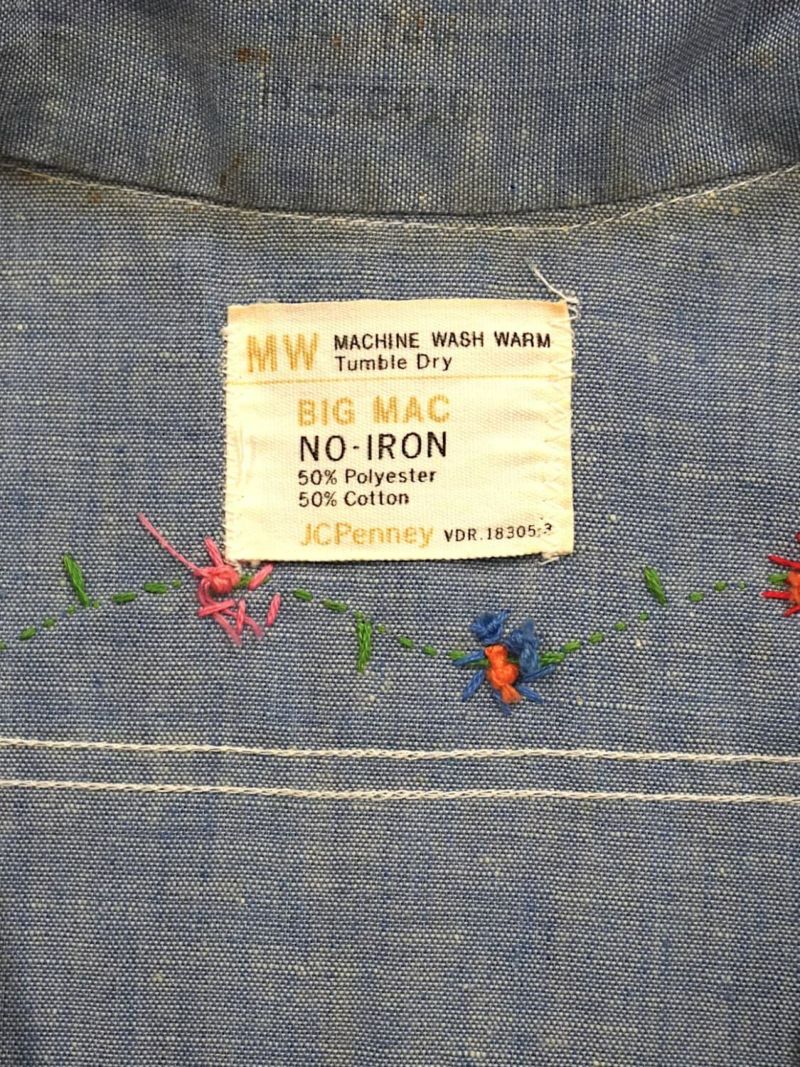 MW MACHINE WASH WARM
Tumble Dry
BIG MAC
NO-IRON
50% Polyester
50% Cotton
JCPenney VDR.18305-3